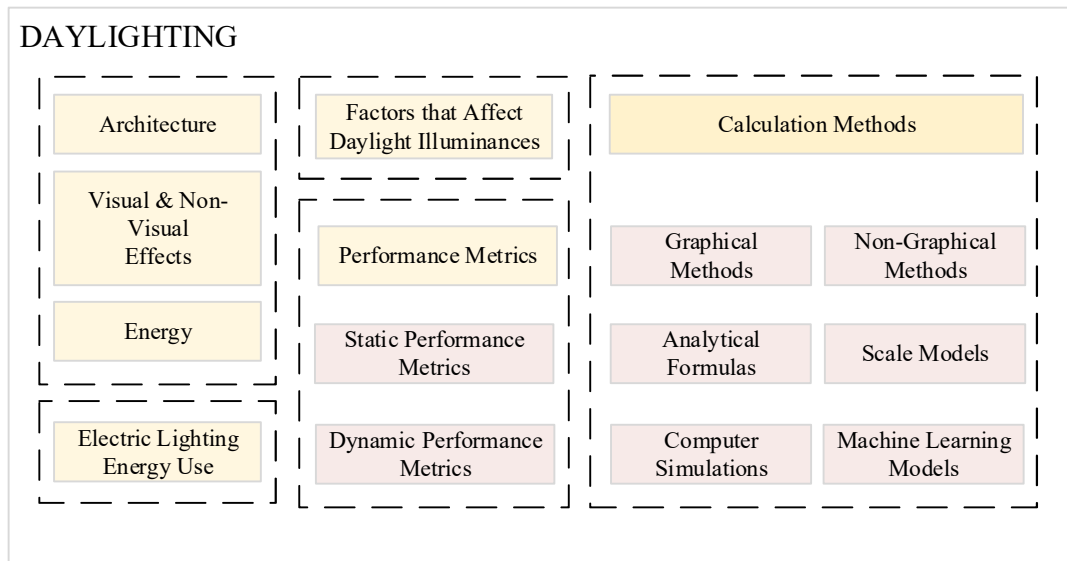 DAYLIGHTING
Architecture
Visual & Non-
Visual
Effects
Energy
Electric Lighting
Energy Use
Factors that Affect
Daylight Illuminances
Performance Metrics
Static Performance
Metrics
Dynamic Performance
Metrics
Calculation Methods
Graphical
Methods
Non-Graphical
Methods
Analytical
Formulas
Scale Models
Computer
Simulations
Machine Learning
Models